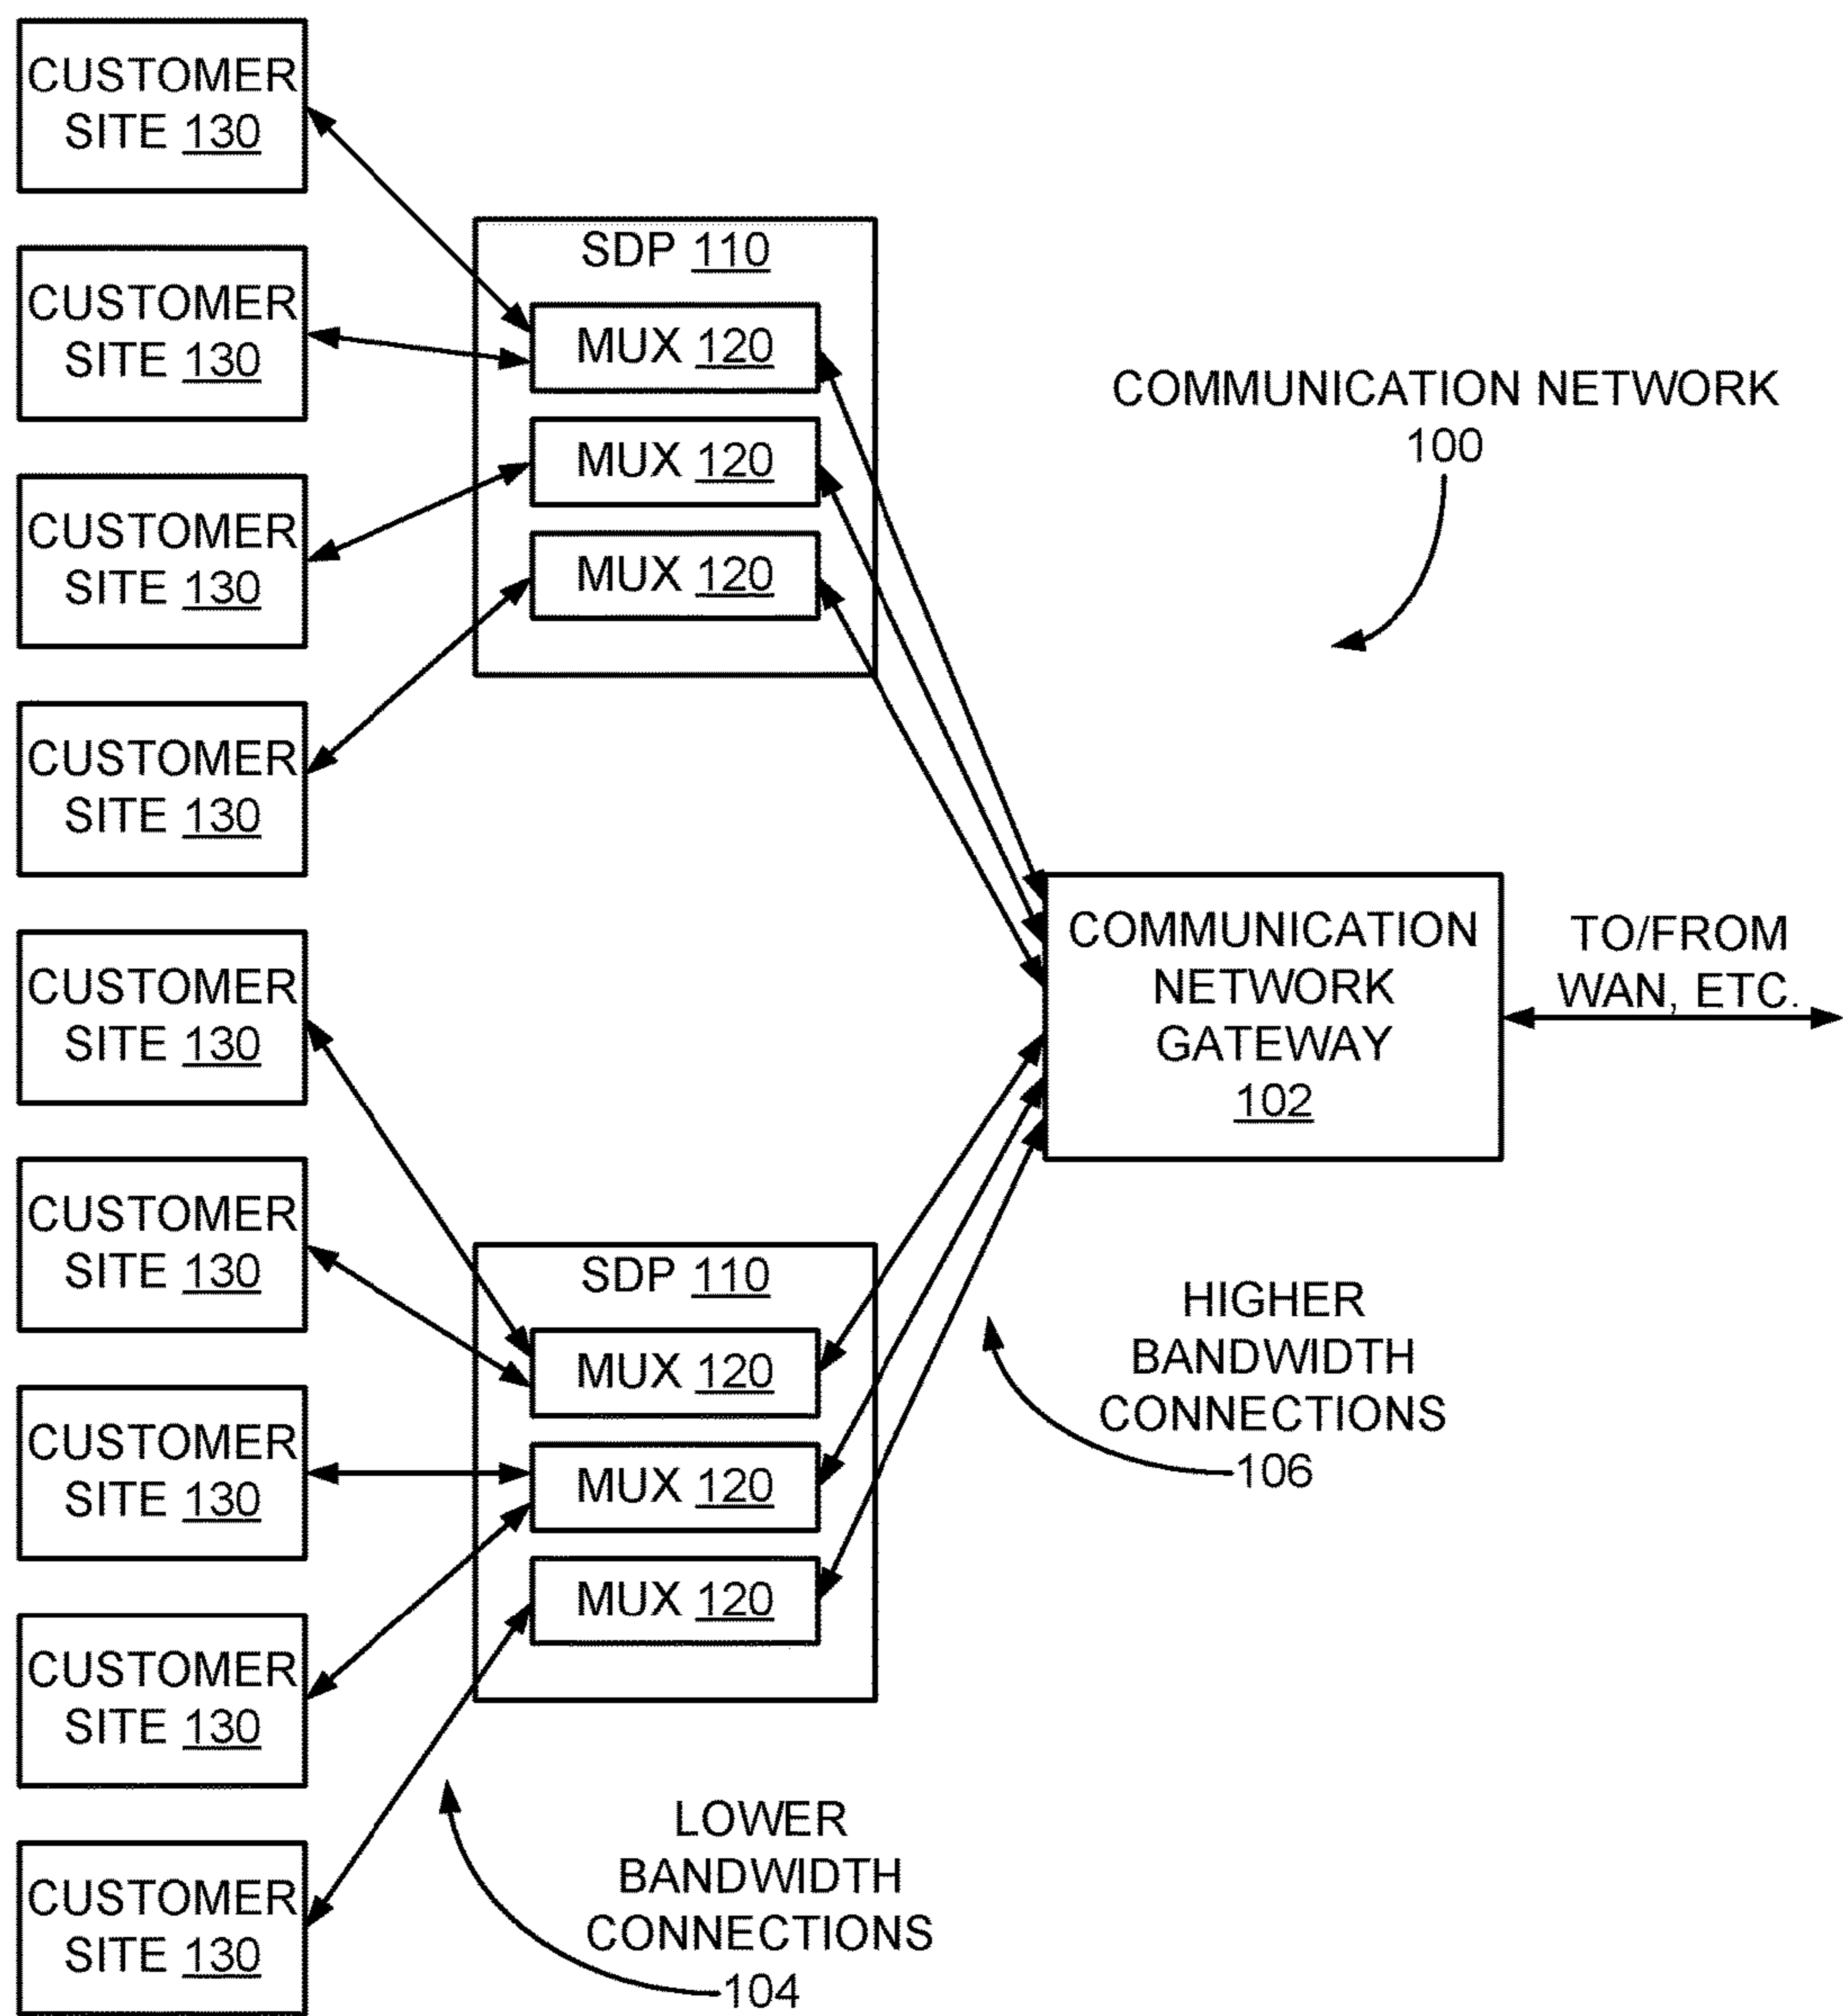 CUSTOMER
SITE 130
CUSTOMER
SITE 130
CUSTOMER
SITE 130
CUSTOMER
SITE 130
CUSTOMER
SITE 130
CUSTOMER
SITE 130
CUSTOMER
SITE 130
CUSTOMER
SITE 130
CUSTOMER
SITE 130
SDP 110
MUX 120
MUX 120
MUX 120
SDP 110
MUX 120
MUX 120
MUX 120
LOWER
BANDWIDTH
CONNECTIONS
104
COMMUNICATION NETWORK
100
COMMUNICATION
NETWORK
GATEWAY
102
TO/FROM
WAN, ETC.
HIGHER
BANDWIDTH
CONNECTIONS
106